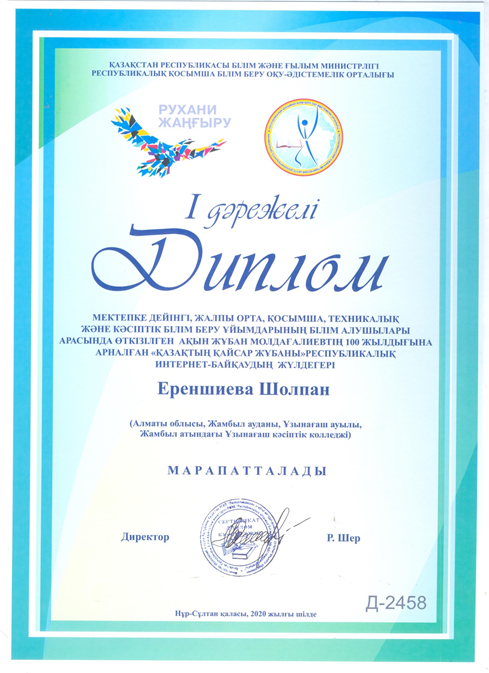 ҚАЗАҚСТАН РЕСПУБЛИКАСЫ БІЛІМ ЖӘНЕ ҒЫЛЫМ МИНИСТРЛІГІ
РЕСПУБЛИКАЛЫҚ ҚОСЫМША БІЛІМ БЕРУ ОҚУ-ӘДІСТЕМЕЛІК ОРТАЛЫҒЫ
РУХАНИ
ЖАҢҒЫРУ
I дәрежелі
Диплом
МЕКТЕПКЕ ДЕЙІНГІ, ЖАЛПЫ ОРТА, ҚОСЫМША, ТЕХНИКАЛЫҚ
ЖӘНЕ КӘСІПТІК БІЛІМ БЕРУ ҰЙЫМДАРЫНЫҢ БІЛІМ АЛУШЫЛАРЫ
АРАСЫНДА ӨТКІЗІЛГЕН АҚЫН ЖҰБАН МОЛДАҒАЛИЕВТІҢ 100 ЖЫЛДЫҒЫНА
АРНАЛҒАН «ҚАЗАҚТЫҢ ҚАЙСАР ЖҰБАНЫ»РЕСПУБЛИКАЛЫҚ
ИНТЕРНЕТ-БАЙҚАУДЫҢ ЖҮЛДЕГЕРІ
Ереншиева Шолпан
(Алматы облысы, Жамбыл ауданы, Ұзынағаш ауылы,
Жамбыл атындағы Ұзынағаш кәсіптік колледжі)
МАРАПАТТАЛАДЫ
СЕРТИФИКАТ
Директор
Р. Шер
Нұр-Сұлтан қаласы, 2020 жылғы шілде
Д-2458